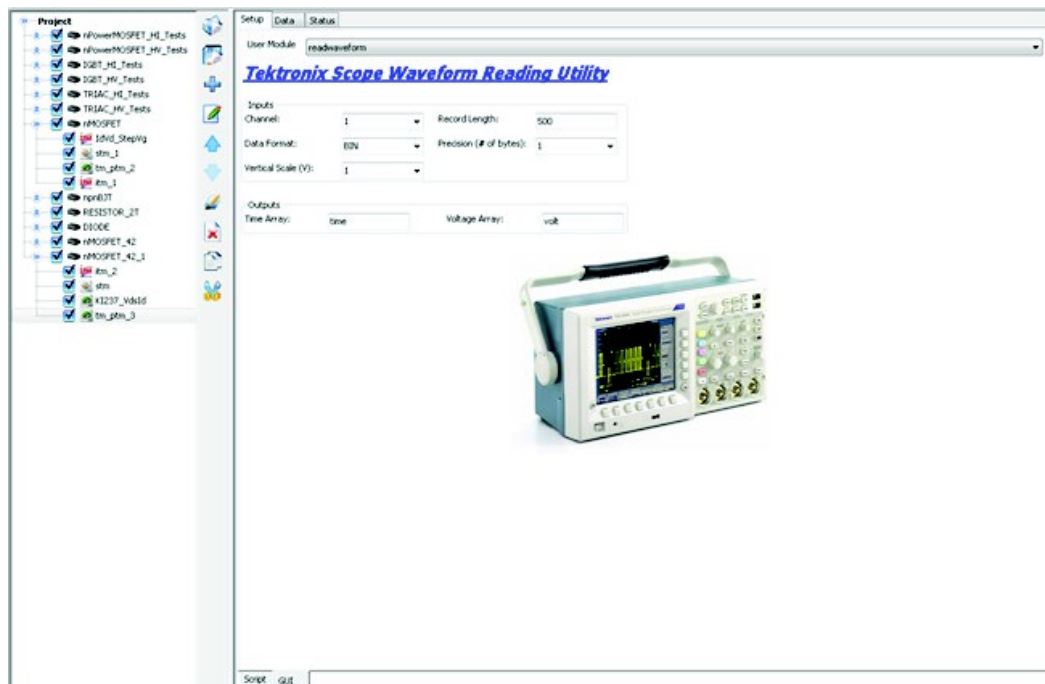 Project
nPowerMOSFET_HI_Tests
nPowerMOSFET_HV_Tests
IGBT_HI_Tests
IGBT_HV_Tests
TRIAC_HI_Tests
TRIAC_HV_Tests
nMOSFET
IdVd_StepVg
stm_1
tm_ptm_2
itm_1
npnBJT
RESISTOR_2T
DIODE
nMOSFET_42
nMOSFET_42_1
itm_2
stm
KI237_VdsId
tm_ptm_3
Setup Data Status
User Module readwaveform
Tektronix Scope Waveform Reading Utility
Inputs
Channel: 1 Record Length: 500
Data Format: BIN Precision (# of bytes): 1
Vertical Scale (V): 1
Outputs
Time Array: time Voltage Array: volt
Tektronix
Script GUI